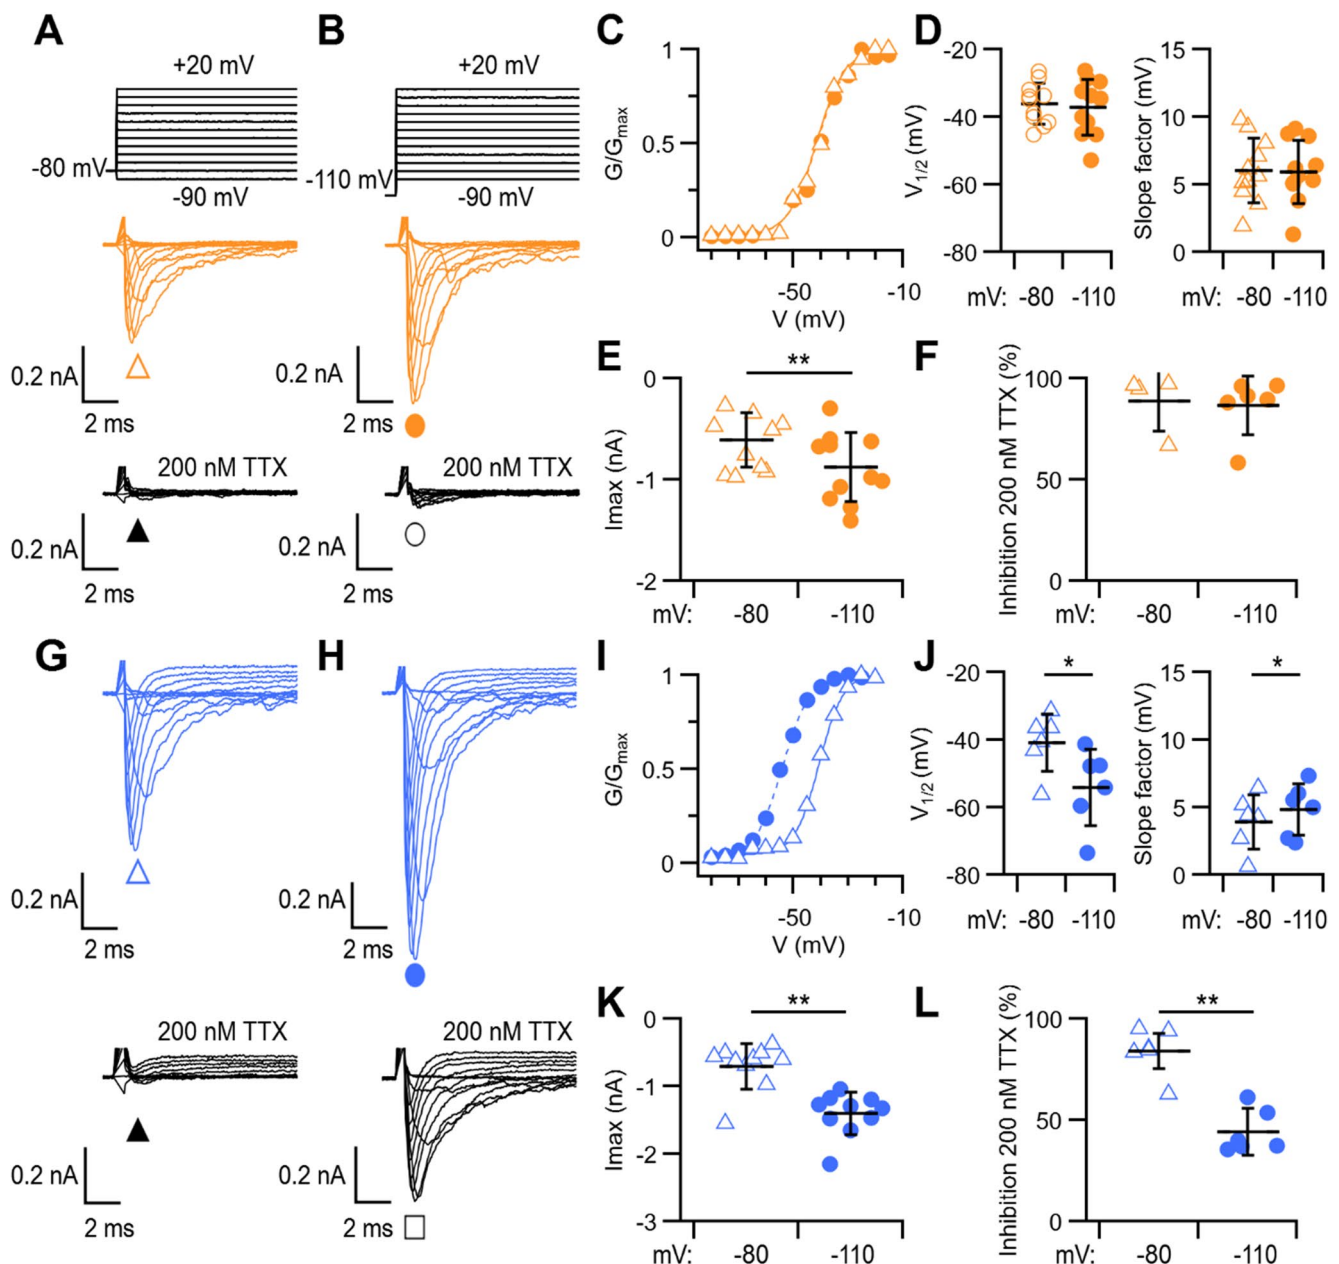 A
+20 mV
-80 mV
-90 mV
0.2 nA
2 ms
200 nM TTX
0.2 nA
2 ms
B
+20 mV
-110 mV
-90 mV
0.2 nA
2 ms
200 nM TTX
0.2 nA
2 ms
C
1
0.5
0
G/Gmax
-50
-10
V (mV)
D
-20
-40
-60
-80
V1/2 (mV)
mV: -80 -110
15
10
5
0
Slope factor (mV)
-80 -110
E
**
0
-1
-2
Imax (nA)
mV: -80 -110
F
100
50
0
Inhibition 200 nM TTX (%)
mV: -80 -110
G
0.2 nA
2 ms
200 nM TTX
0.2 nA
2 ms
H
0.2 nA
2 ms
200 nM TTX
0.2 nA
2 ms
I
1
0.5
0
G/Gmax
-50
-10
V (mV)
J
*
-20
-40
-60
-80
V1/2 (mV)
mV: -80 -110
*
15
10
5
0
Slope factor (mV)
-80 -110
K
**
0
-1
-2
-3
Imax (nA)
mV: -80 -110
L
**
100
50
0
Inhibition 200 nM TTX (%)
mV: -80 -110